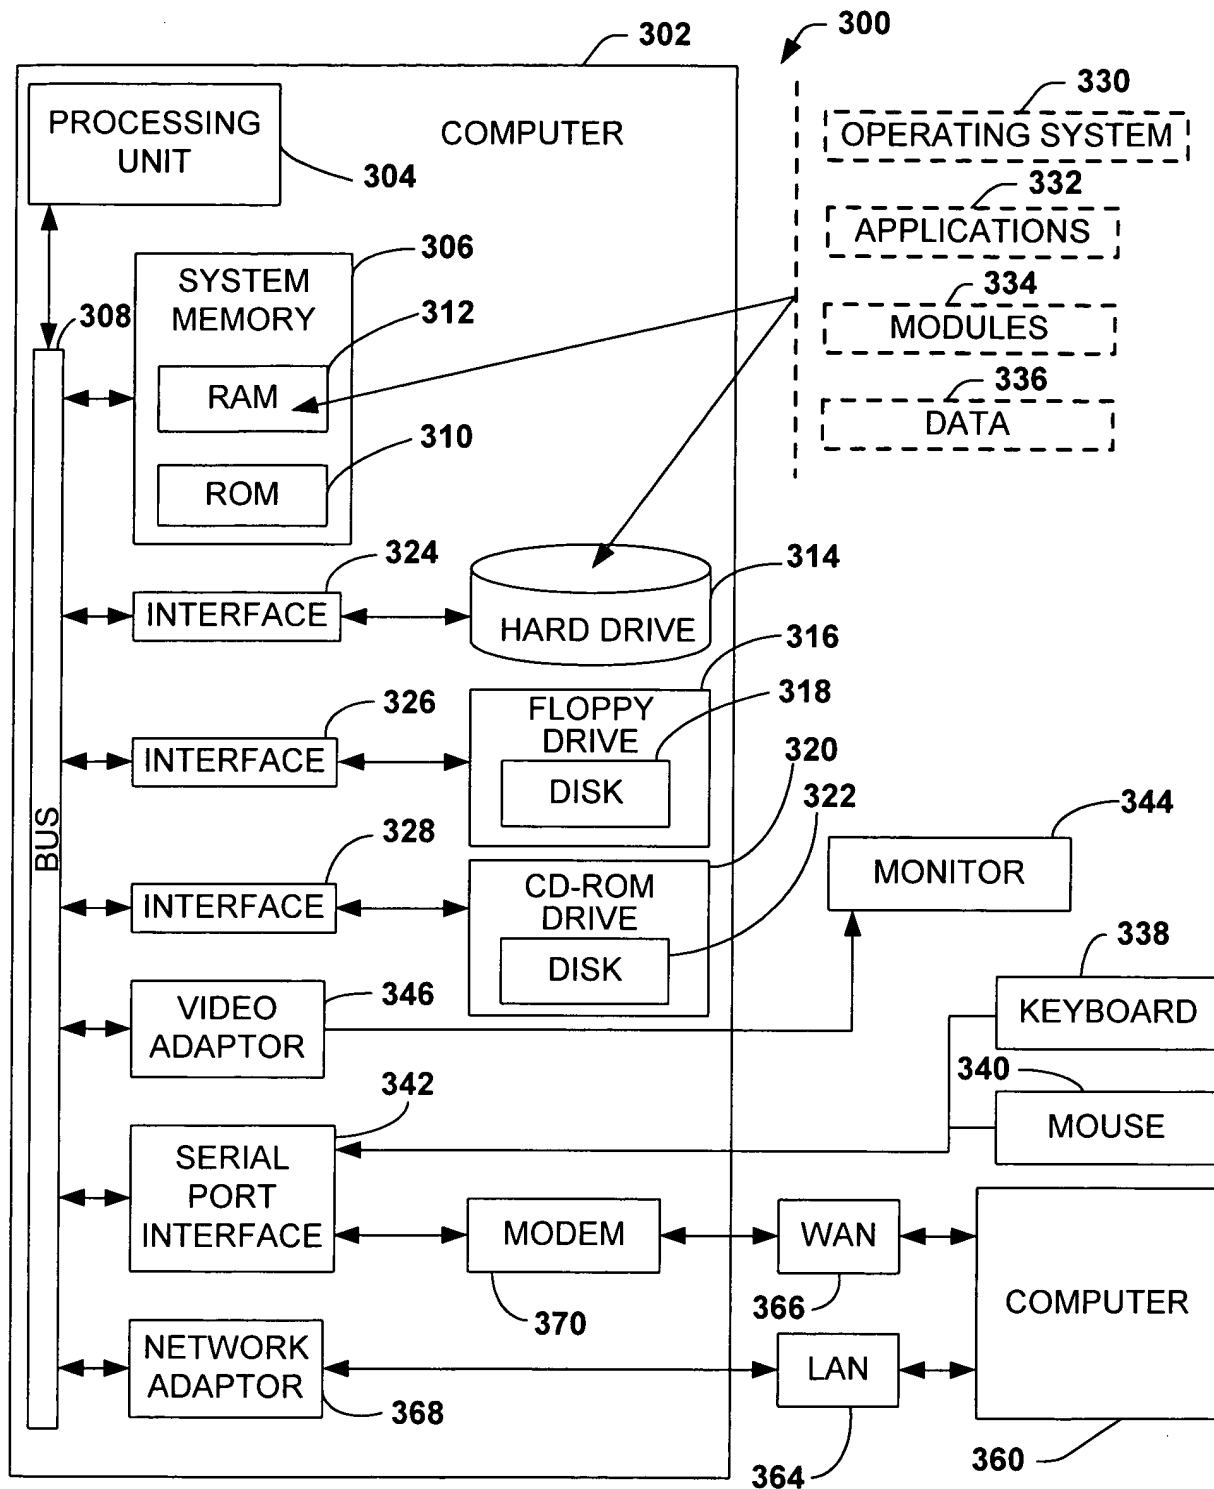 302
300
PROCESSING
UNIT
304
COMPUTER
330
OPERATING SYSTEM
332
APPLICATIONS
334
MODULES
336
DATA
306
SYSTEM
MEMORY
308
312
RAM
310
ROM
324
INTERFACE
314
HARD DRIVE
316
326
INTERFACE
FLOPPY
DRIVE
318
DISK
320
322
328
INTERFACE
CD-ROM
DRIVE
DISK
BUS
344
MONITOR
338
KEYBOARD
346
VIDEO
ADAPTOR
340
MOUSE
342
SERIAL
PORT
INTERFACE
MODEM
370
WAN
366
COMPUTER
360
NETWORK
ADAPTOR
368
LAN
364